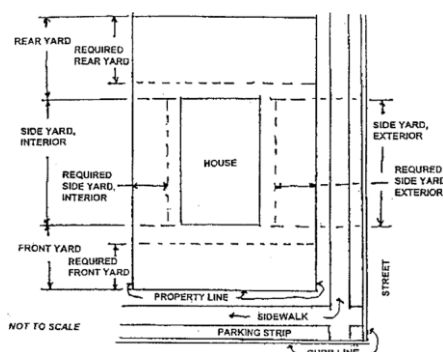 REAR YARD
REQUIRED
REAR YARD
SIDE YARD,
INTERIOR
SIDE YARD,
EXTERIOR
HOUSE
REQUIRED
SIDE YARD,
INTERIOR
REQUIRED
SIDE YARD
EXTERIOR
FRONT YARD
REQUIRED
FRONT YARD
STREET
PROPERTY LINE
SIDEWALK
NOT TO SCALE
PARKING STRIP
CURB LINE